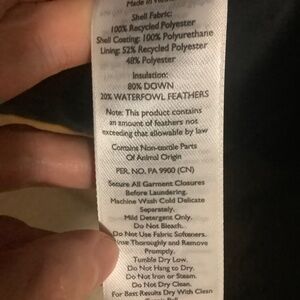 Made in
Shell Fabric:
100% Recycled Polyester
Shell Coating: 100% Polyurethane
Lining: 52% Recycled Polyester
48% Polyester
Insulation:
80% DOWN
20% WATERFOWL FEATHERS
Note: This product contains
an amount of feathers not
exceeding that allowable by law
Contains Non-textile Parts
Of Animal Origin
PER. NO. PA 9900 (CN)
Secure All Garment Closures
Before Laundering.
Machine Wash Cold Delicate
Separately.
Mild Detergent Only.
Do Not Bleach.
Do Not Use Fabric Softeners.
Thoroughly and Remove
Promptly.
Tumble Dry Low.
Do Not Hang to Dry.
Do Not Iron or Steam.
Do Not Dry Clean.
For Best Results Dry With Clean